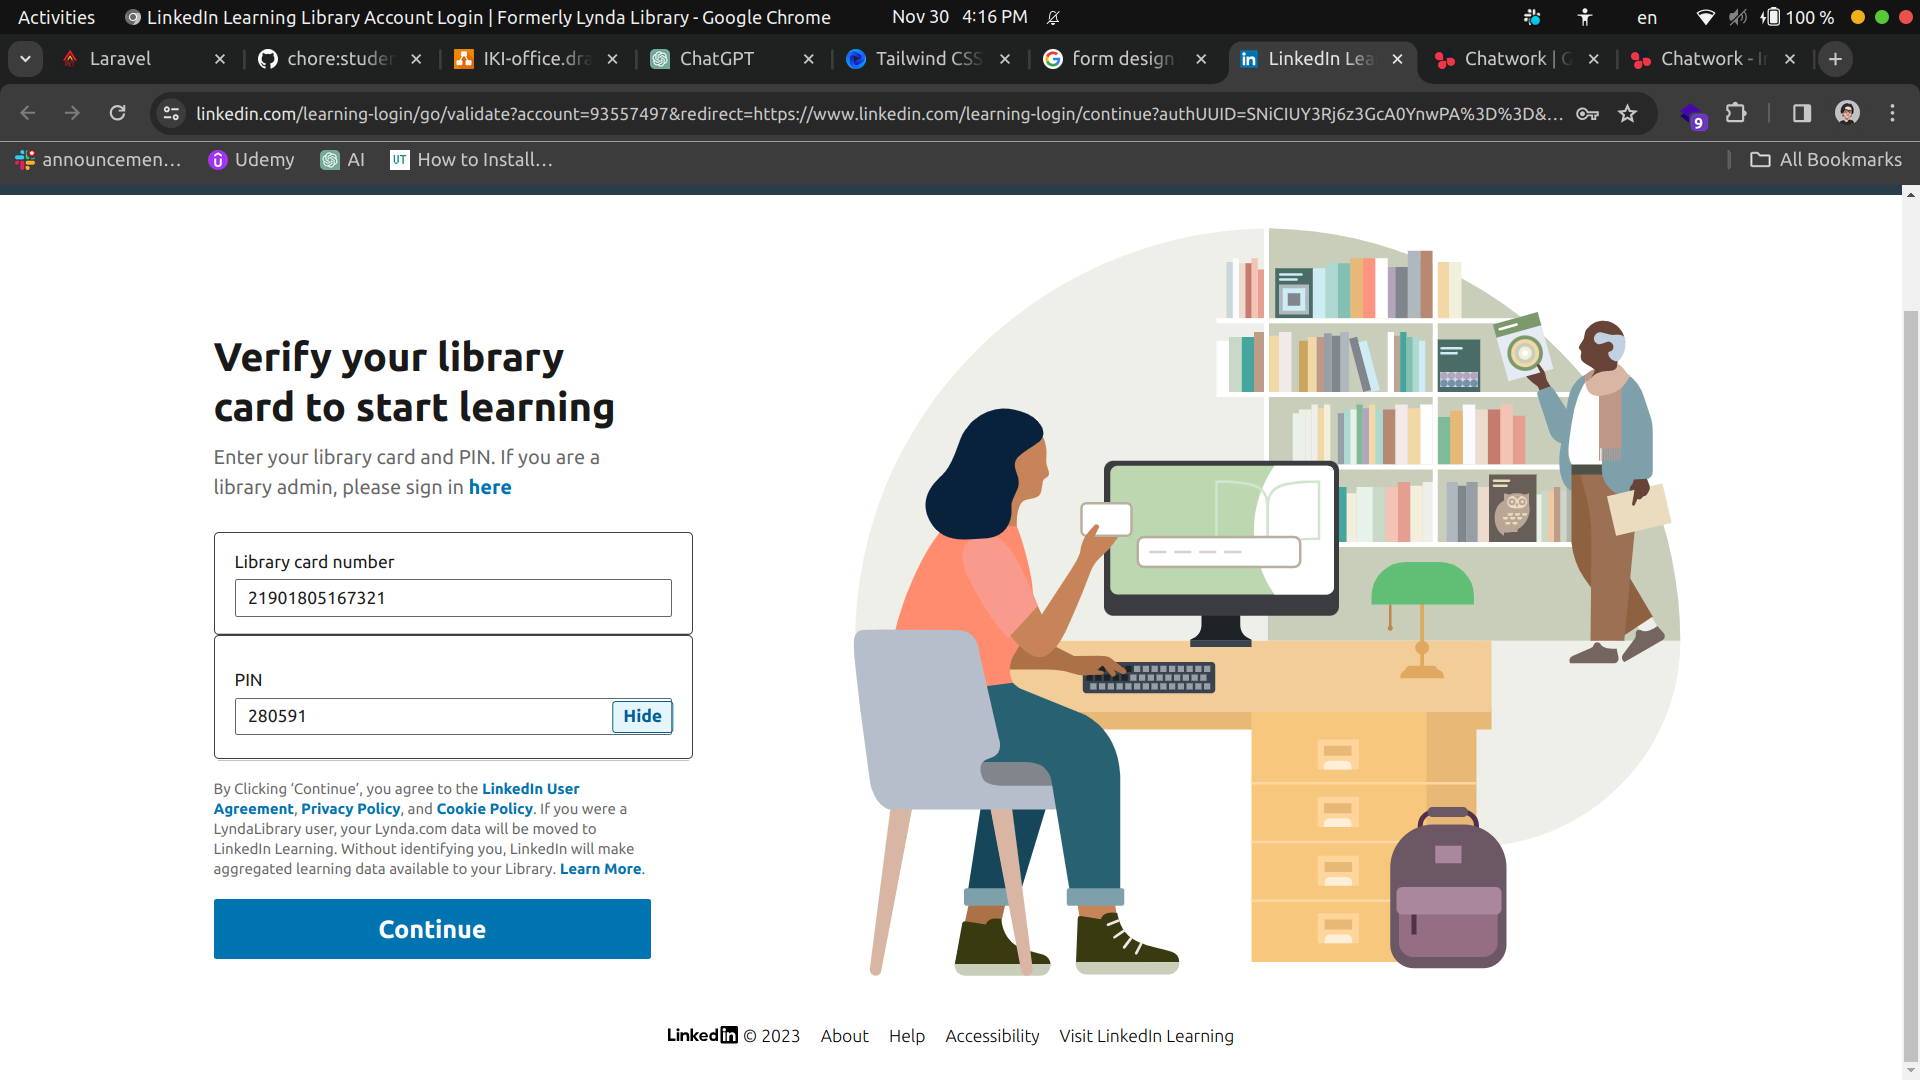 Activities
LinkedIn Learning Library Account Login | Formerly Lynda Library - Google Chrome
Nov 30 4:16 PM
en
100 %
Laravel
chore:studen
IKI-office.dra
ChatGPT
Tailwind CSS
form design
LinkedIn Lea
Chatwork | G
Chatwork - In
linkedin.com/learning-login/go/validate?account=93557497&redirect=https://www.linkedin.com/learning-login/continue?authUUID=SNiCIUY3Rj6z3GcA0YnwPA%3D%3D&...
9
announcemen...
Udemy
AI
UT How to Install...
All Bookmarks
Verify your library
card to start learning
Enter your library card and PIN. If you are a
library admin, please sign in here
Library card number
21901805167321
PIN
280591
Hide
By Clicking ‘Continue’, you agree to the LinkedIn User
Agreement, Privacy Policy, and Cookie Policy. If you were a
LyndaLibrary user, your Lynda.com data will be moved to
LinkedIn Learning. Without identifying you, LinkedIn will make
aggregated learning data available to your Library. Learn More.
Continue
LinkedIn © 2023 About Help Accessibility Visit LinkedIn Learning